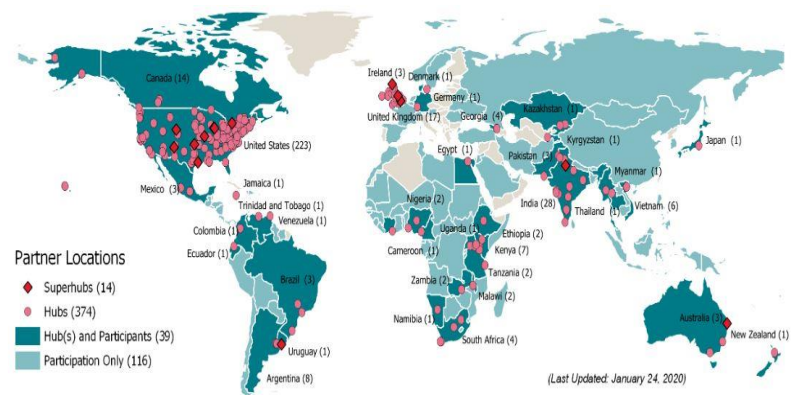 Canada (14)
United States (223)
Mexico (3)
Jamaica (1)
Trinidad and Tobago (1)
Venezuela (1)
Colombia (1)
Ecuador (1)
Brazil (3)
Uruguay (1)
Argentina (8)
Ireland (3)
Denmark (1)
Germany (1)
United Kingdom (17)
Georgia (4)
Kazakhstan (1)
Kyrgyzstan (1)
Japan (1)
Egypt (1)
Pakistan (3)
Myanmar (1)
Nigeria (2)
India (28)
Thailand (1)
Vietnam (6)
Uganda (1)
Ethiopia (2)
Cameroon (1)
Kenya (7)
Tanzania (2)
Zambia (2)
Malawi (2)
Namibia (1)
South Africa (4)
Australia (3)
New Zealand (1)
Partner Locations
Superhubs (14)
Hubs (374)
Hub(s) and Participants (39)
Participation Only (116)
(Last Updated: January 24, 2020)